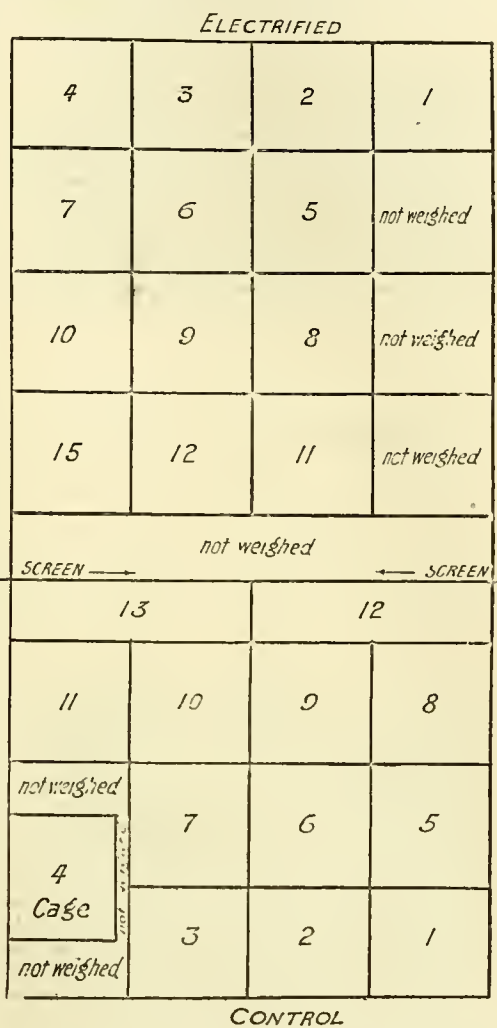 ELECTRIFIED
4 3 2 1
7 6 5 not weighed
10 9 8 not weighed
15 12 11 not weighed
not weighed
SCREEN SCREEN
13 12
11 10 9 8
not weighed
7 6 5
4
Cage
not weighed
3 2 1
not weighed
CONTROL